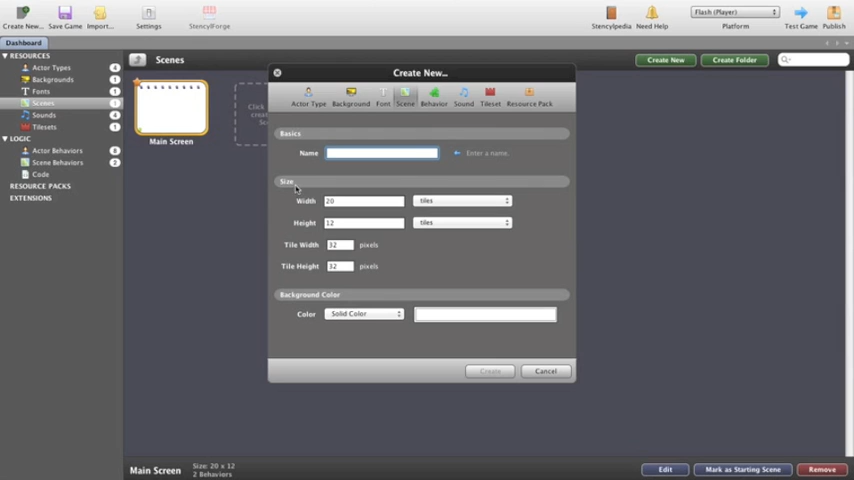 Create New...
Save Game
Import...
Settings
StencylForge
Stencylpedia
Need Help
Flash (Player)
Platform
Test Game
Publish
Dashboard
RESOURCES
Actor Types 4
Backgrounds 4
Fonts 1
Scenes 1
Sounds 4
Tilesets 1
LOGIC
Actor Behaviors 8
Scene Behaviors 2
Code
RESOURCE PACKS
EXTENSIONS
Scenes
Create New
Create Folder
Main Screen
Click
crea
Sc
Create New...
Actor Type
Background
Font
Scene
Behavior
Sound
Tileset
Resource Pack
Basics
Name
Enter a name.
Size
Width 20 tiles
Height 12 tiles
Tile Width 32 pixels
Tile Height 32 pixels
Background Color
Color Solid Color
Create
Cancel
Main Screen
Size: 20 x 12
2 Behaviors
Edit
Mark as Starting Scene
Remove